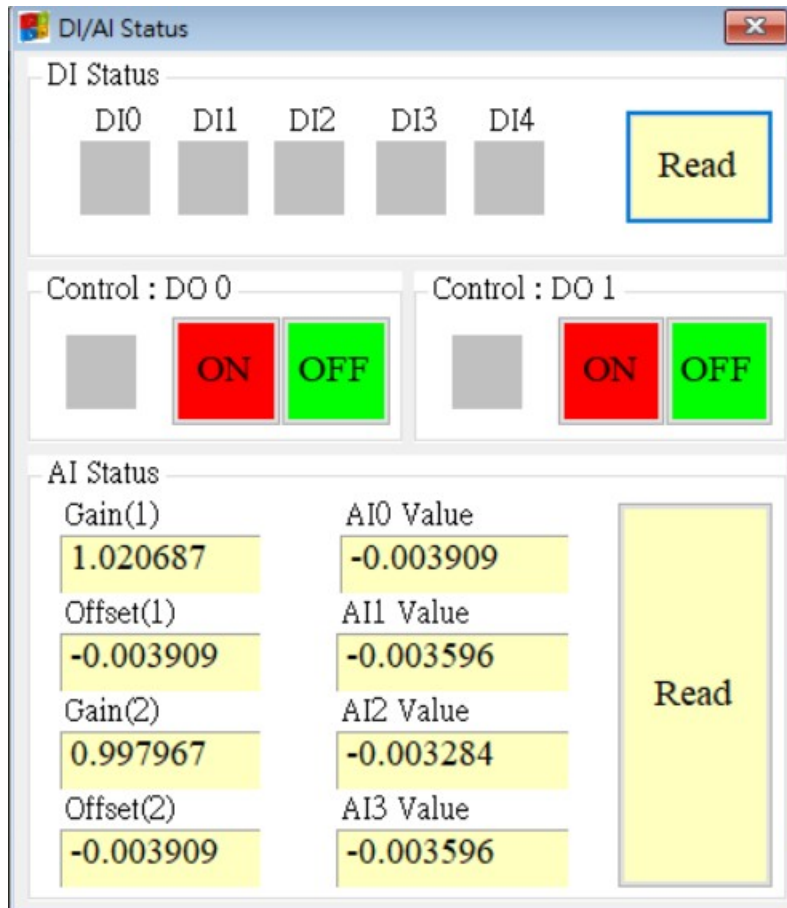 DI/AI Status
DI Status
DI0 DI1 DI2 DI3 DI4
Read
Control : DO 0
ON OFF
Control : DO 1
ON OFF
AI Status
Gain(1) AI0 Value
1.020687 -0.003909
Offset(1) AI1 Value
-0.003909 -0.003596
Gain(2) AI2 Value
0.997967 -0.003284
Offset(2) AI3 Value
-0.003909 -0.003596
Read